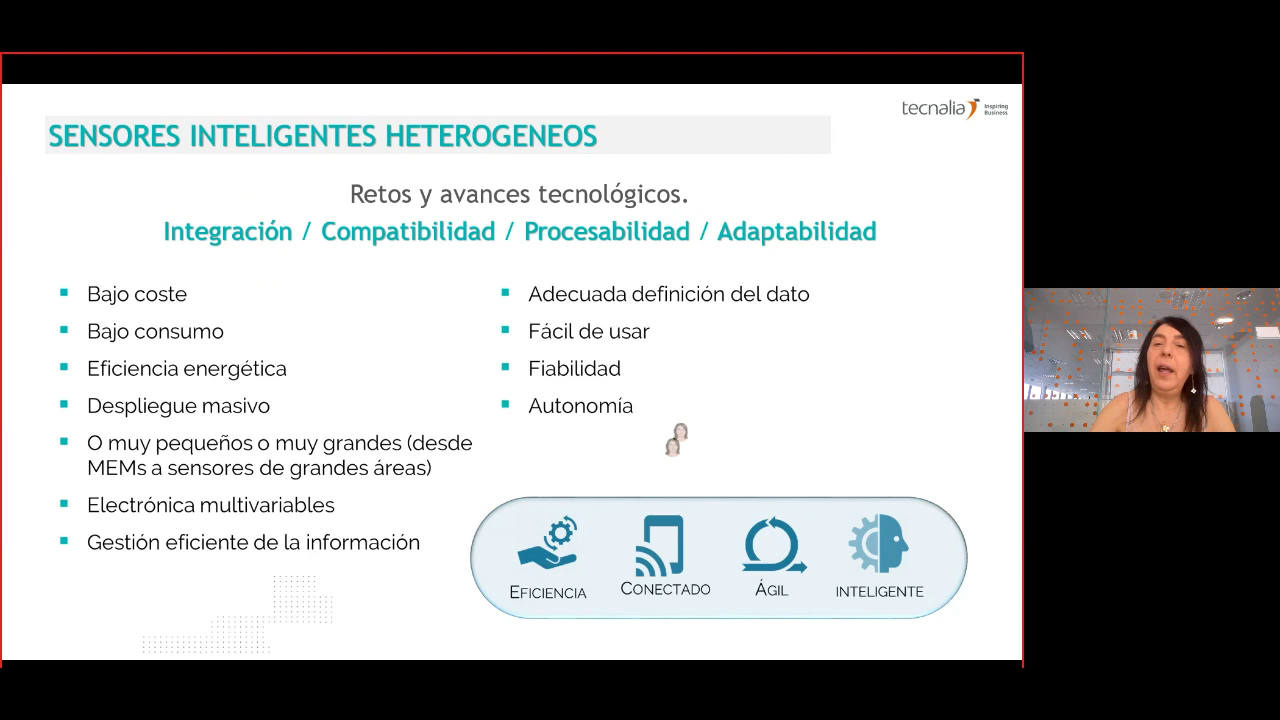 tecnalia Inspiring
Business
SENSORES INTELIGENTES HETEROGENEOS
Retos y avances tecnológicos.
Integración / Compatibilidad / Procesabilidad / Adaptabilidad
Bajo coste
Bajo consumo
Eficiencia energética
Despliegue masivo
O muy pequeños o muy grandes (desde
MEMs a sensores de grandes áreas)
Electrónica multivariables
Gestión eficiente de la información
Adecuada definición del dato
Fácil de usar
Fiabilidad
Autonomía
EFICIENCIA
CONECTADO
ÁGIL
INTELIGENTE